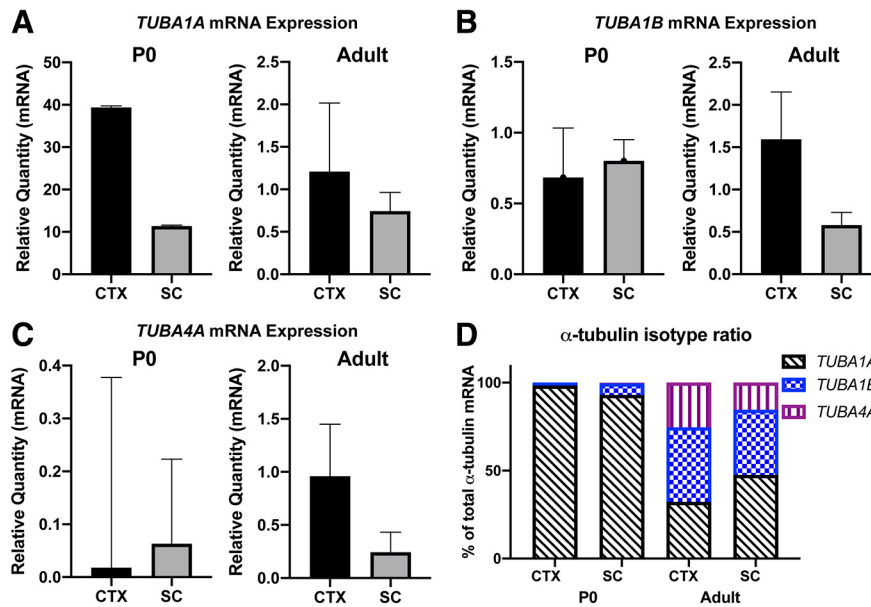 A
TUBA1A mRNA Expression
P0
Adult
Relative Quantity (mRNA)
50
40
30
20
10
0
CTX
SC
Relative Quantity (mRNA)
2.5
2.0
1.5
1.0
0.5
0.0
CTX
SC
B
TUBA1B mRNA Expression
P0
Adult
Relative Quantity (mRNA)
1.5
1.0
0.5
0.0
CTX
SC
Relative Quantity (mRNA)
2.5
2.0
1.5
1.0
0.5
0.0
CTX
SC
C
TUBA4A mRNA Expression
P0
Adult
Relative Quantity (mRNA)
0.4
0.3
0.2
0.1
0.0
CTX
SC
Relative Quantity (mRNA)
2.0
1.5
1.0
0.5
0.0
CTX
SC
D
α-tubulin isotype ratio
% of total α-tubulin mRNA
100
50
0
CTX
SC
CTX
SC
P0
Adult
TUBA1A
TUBA1B
TUBA4A